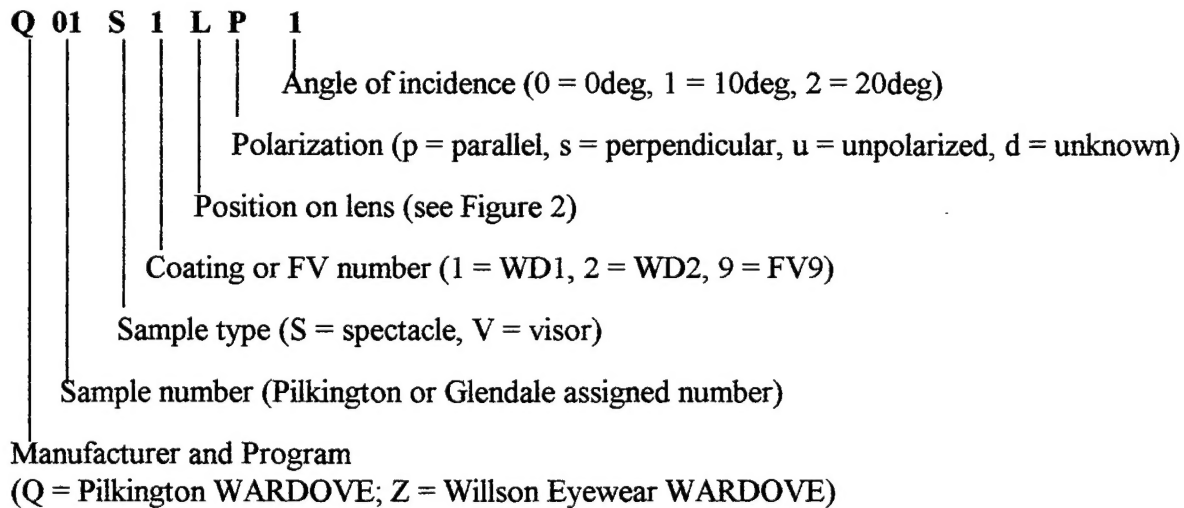 Q 01 S 1 L P 1
Angle of incidence (0 = 0deg, 1 = 10deg, 2 = 20deg)
Polarization (p = parallel, s = perpendicular, u = unpolarized, d = unknown)
Position on lens (see Figure 2)
Coating or FV number (1 = WD1, 2 = WD2, 9 = FV9)
Sample type (S = spectacle, V = visor)
Sample number (Pilkington or Glendale assigned number)
Manufacturer and Program
(Q = Pilkington WARDOVE; Z = Willson Eyewear WARDOVE)